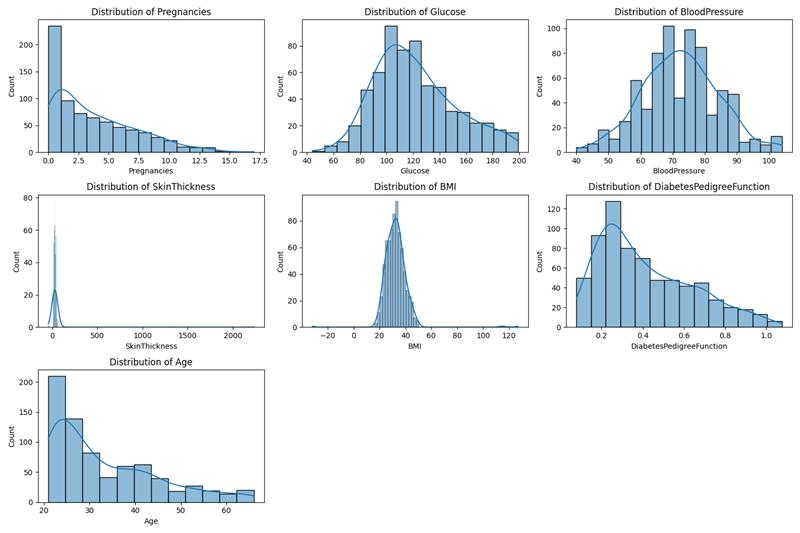 Distribution of Pregnancies
Distribution of Glucose
Distribution of BloodPressure
Count
200
150
100
50
0
0.0 2.5 5.0 7.5 10.0 12.5 15.0 17.5
Pregnancies
Count
80
60
40
20
0
40 60 80 100 120 140 160 180 200
Glucose
Count
100
80
60
40
20
0
40 50 60 70 80 90 100
BloodPressure
Distribution of SkinThickness
Distribution of BMI
Distribution of DiabetesPedigreeFunction
Count
80
60
40
20
0
0 500 1000 1500 2000
SkinThickness
Count
80
60
40
20
0
−20 0 20 40 60 80 100 120
BMI
Count
120
100
80
60
40
20
0
0.2 0.4 0.6 0.8 1.0
DiabetesPedigreeFunction
Distribution of Age
Count
200
150
100
50
0
20 30 40 50 60
Age